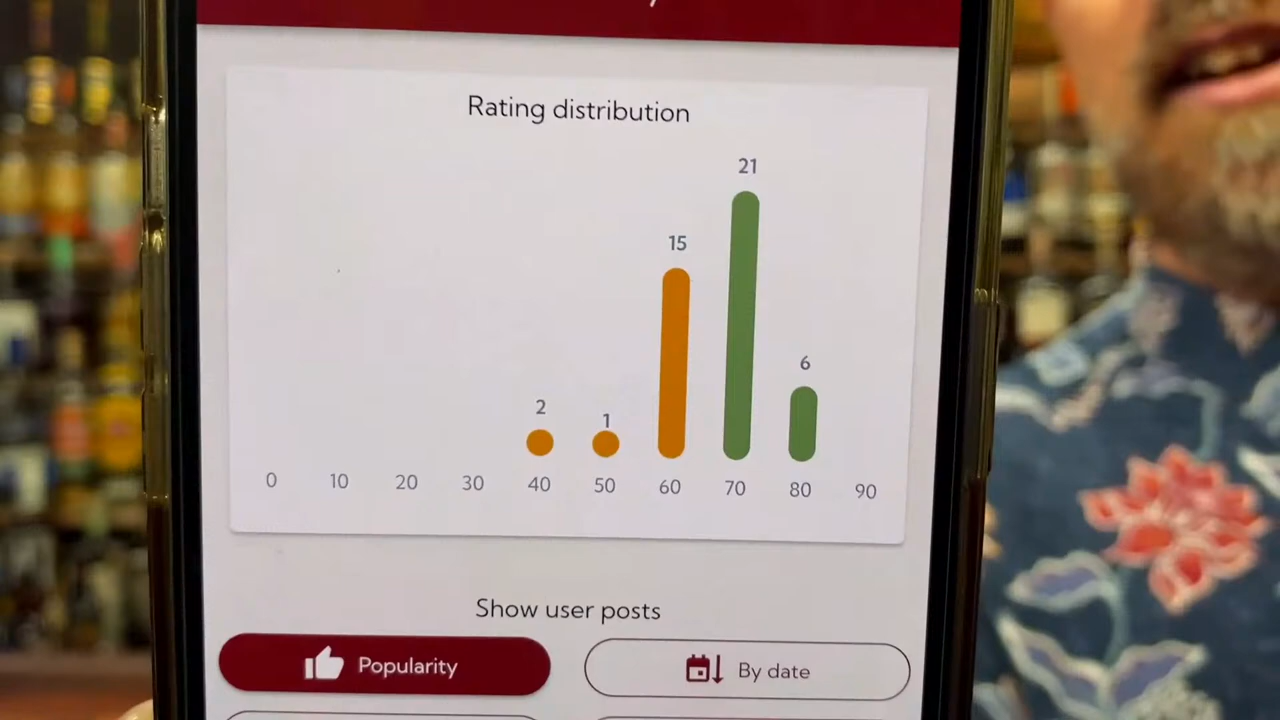 Rating distribution
21
15
6
2
1
0 10 20 30 40 50 60 70 80 90
Show user posts
Popularity
By date